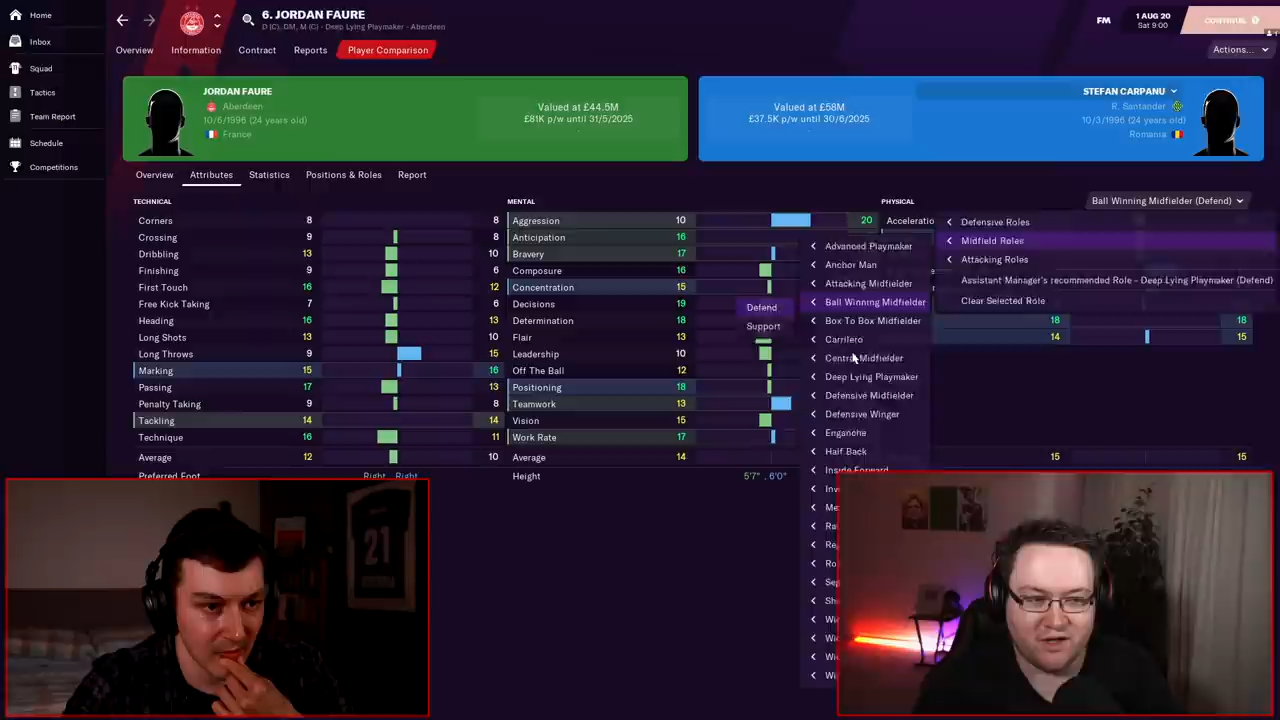 Home
Inbox
Squad
Tactics
Team Report
Schedule
Competitions
6. JORDAN FAURE
D (C), DM, M (C) - Deep Lying Playmaker - Aberdeen
FM
1 AUG 20
Sat 9:00
CONTINUE
Overview
Information
Contract
Reports
Player Comparison
Actions...
JORDAN FAURE
Aberdeen
10/6/1996 (24 years old)
France
Valued at £44.5M
£81K p/w until 31/5/2025
Valued at £58M
£37.5K p/w until 30/6/2025
STEFAN CARPANU
R. Santander
10/3/1996 (24 years old)
Romania
Overview
Attributes
Statistics
Positions & Roles
Report
Ball Winning Midfielder (Defend)
TECHNICAL
Corners 8 8
Crossing 9 8
Dribbling 13 10
Finishing 9 6
First Touch 16 12
Free Kick Taking 7 6
Heading 16 13
Long Shots 13 10
Long Throws 9 15
Marking 15 16
Passing 17 13
Penalty Taking 9 8
Tackling 14 14
Technique 16 11
Average 12 10
Preferred Foot Right Right
MENTAL
Aggression 10 20
Anticipation 16
Bravery 17
Composure 16
Concentration 15
Decisions 19
Determination 18
Flair 13
Leadership 10
Off The Ball 12
Positioning 18
Teamwork 13
Vision 15
Work Rate 17
Average 14
Height 5'7" 6'0"
PHYSICAL
Acceleratio
18 18
14 15
15 15
Defend
Support
Advanced Playmaker
Anchor Man
Attacking Midfielder
Ball Winning Midfielder
Box To Box Midfielder
Carrilero
Central Midfielder
Deep Lying Playmaker
Defensive Midfielder
Defensive Winger
Enganche
Half Back
Inside Forward
Defensive Roles
Midfield Roles
Attacking Roles
Assistant Manager's recommended Role - Deep Lying Playmaker (Defend)
Clear Selected Role
21